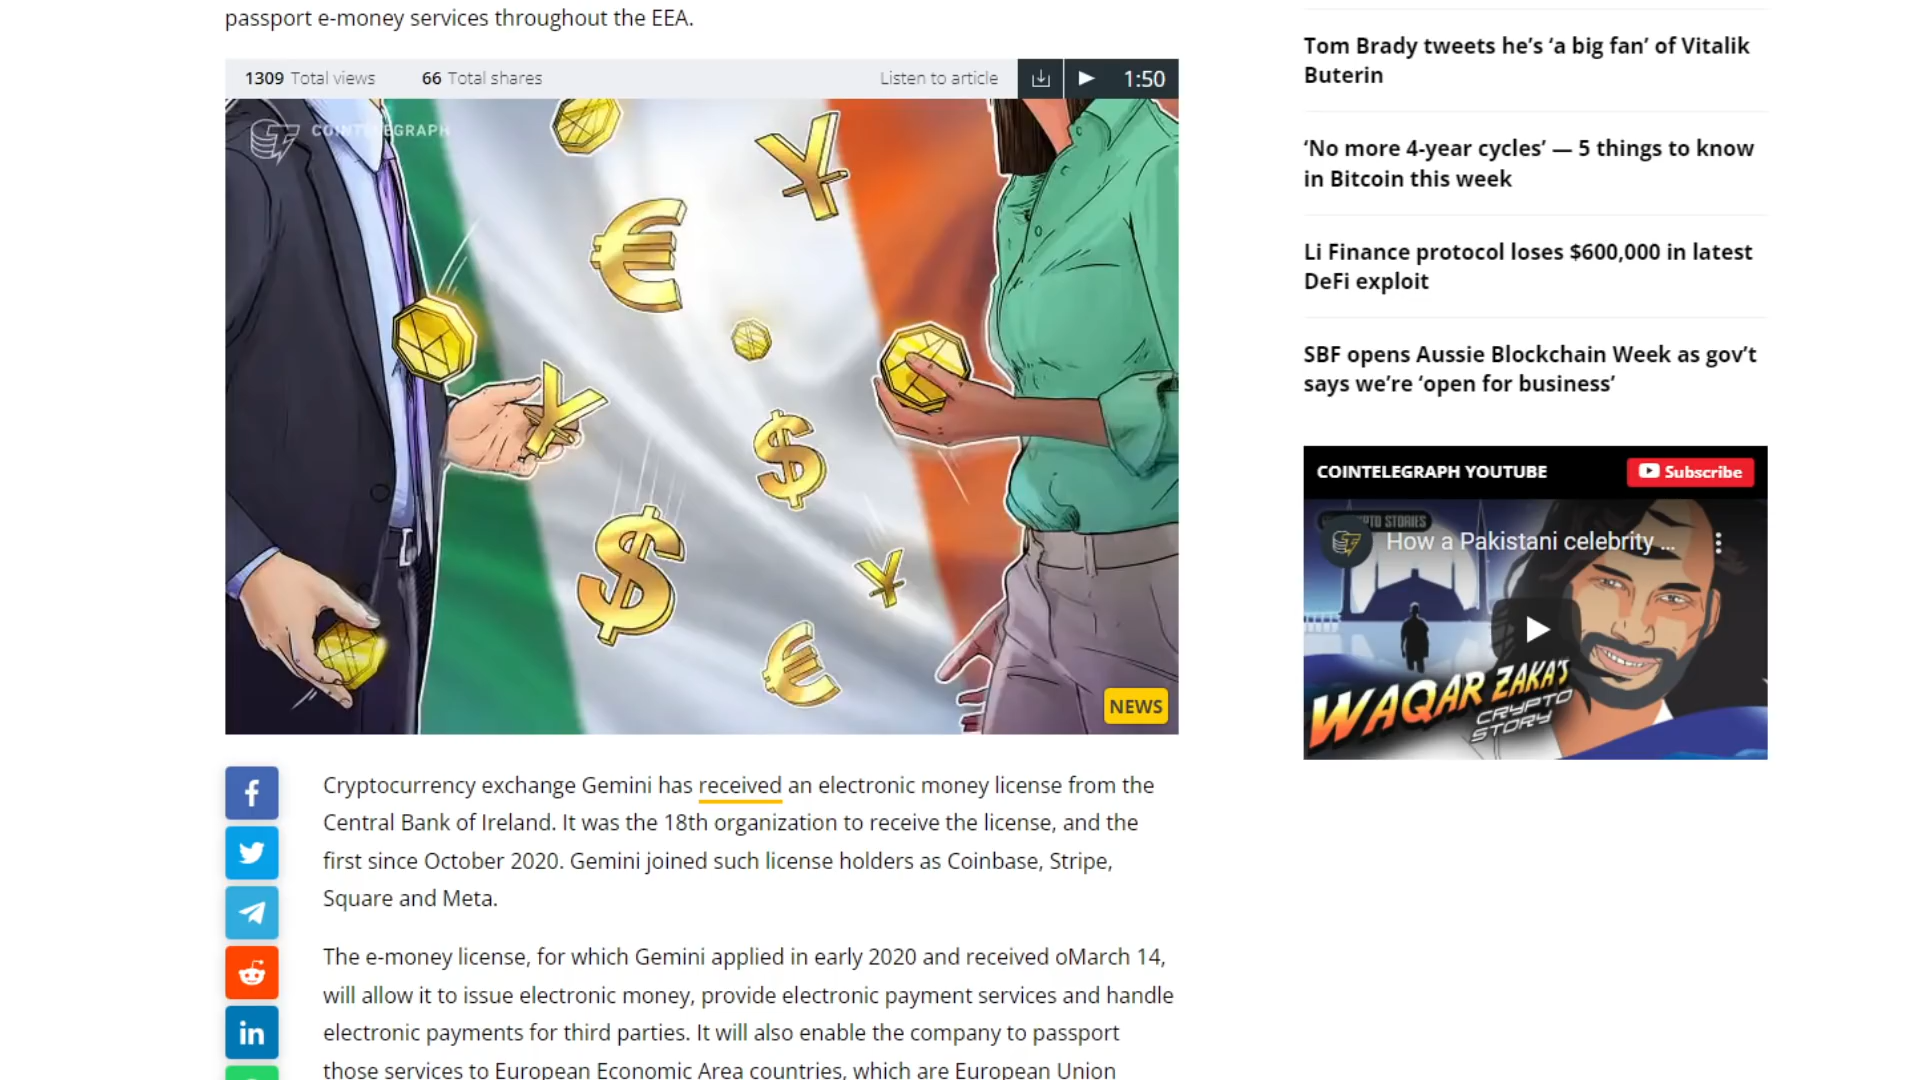 passport e-money services throughout the EEA.
1309 Total views 66 Total shares Listen to article 1:50
COINTELEGRAPH
NEWS
Cryptocurrency exchange Gemini has received an electronic money license from the
Central Bank of Ireland. It was the 18th organization to receive the license, and the
first since October 2020. Gemini joined such license holders as Coinbase, Stripe,
Square and Meta.
The e-money license, for which Gemini applied in early 2020 and received oMarch 14,
will allow it to issue electronic money, provide electronic payment services and handle
electronic payments for third parties. It will also enable the company to passport
those services to European Economic Area countries, which are European Union
Tom Brady tweets he’s ‘a big fan’ of Vitalik
Buterin
‘No more 4-year cycles’ — 5 things to know
in Bitcoin this week
Li Finance protocol loses $600,000 in latest
DeFi exploit
SBF opens Aussie Blockchain Week as gov’t
says we’re ‘open for business’
COINTELEGRAPH YOUTUBE Subscribe
STORIES
How a Pakistani celebrity ...
WAQAR ZAKA'S
CRYPTO
STORY